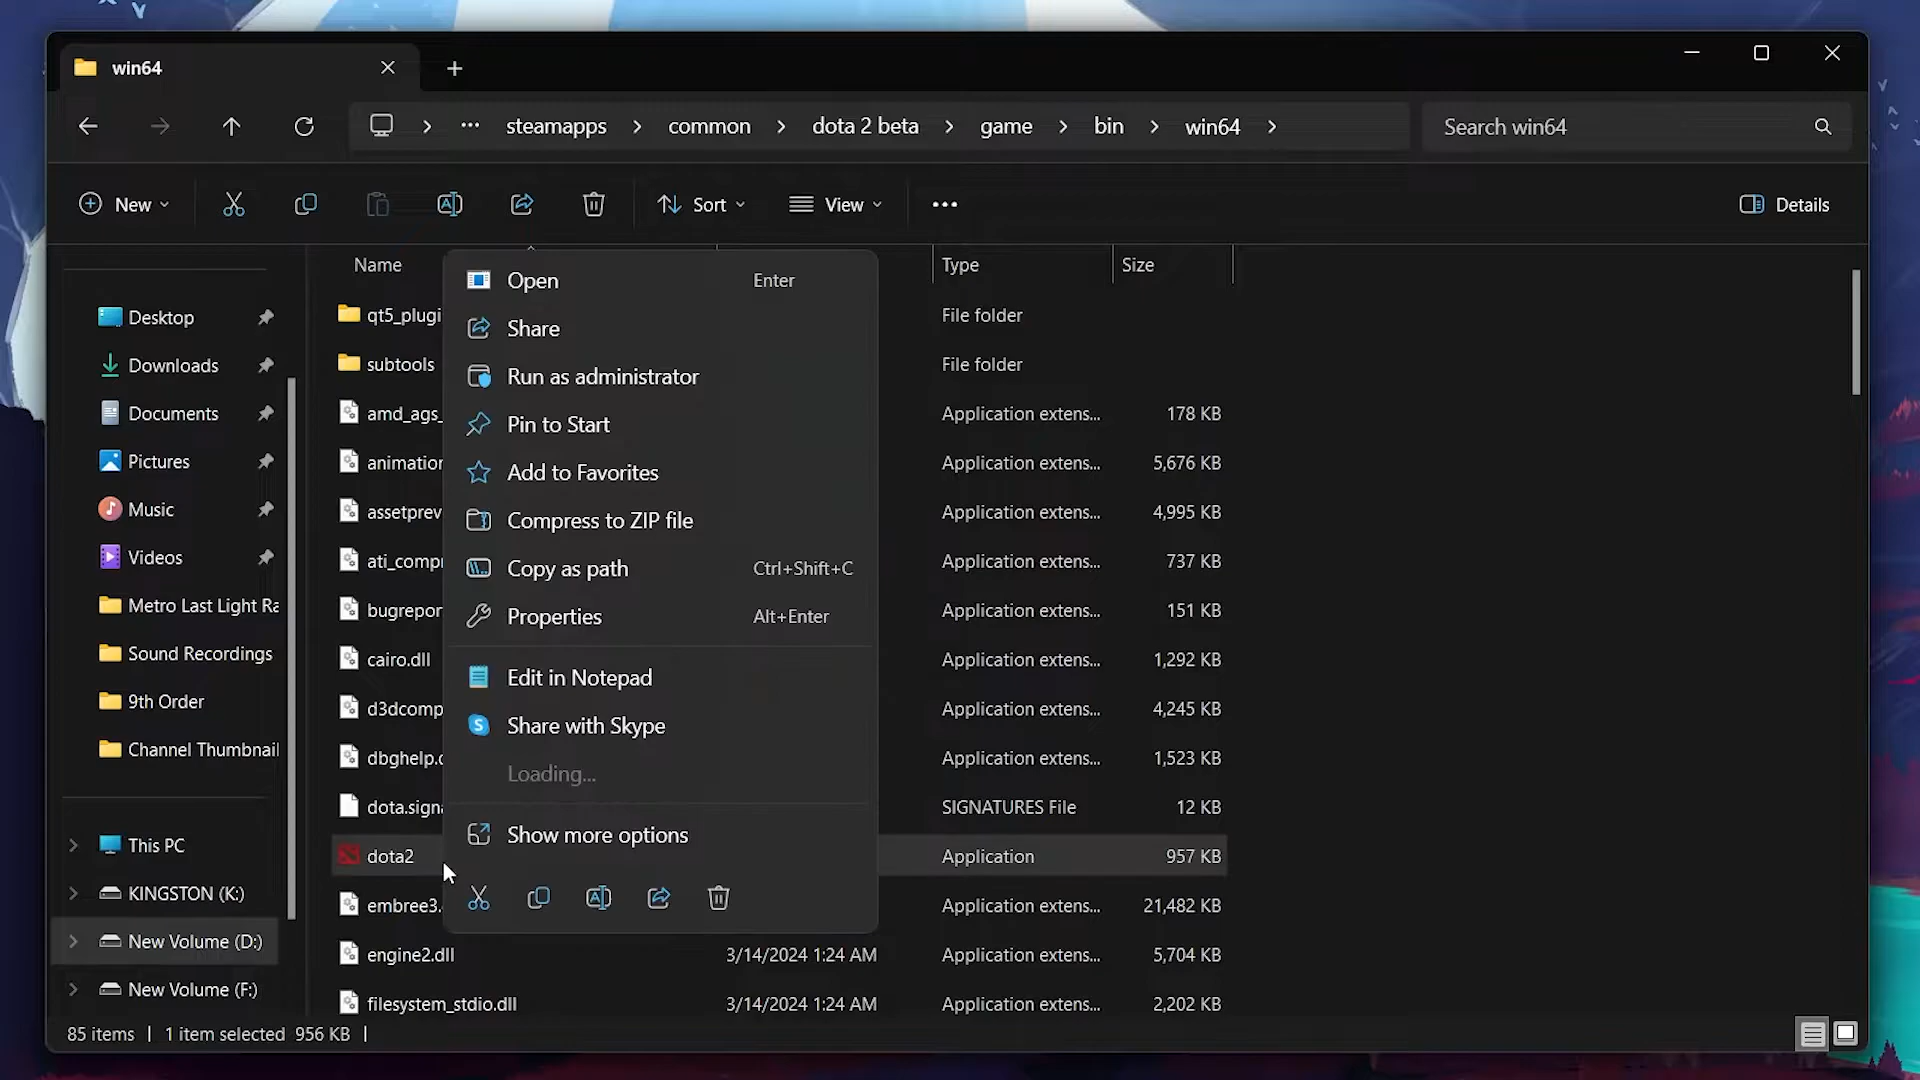 win64
steamapps common dota 2 beta game bin win64
Search win64
New Sort View Details
Name Type Size
Desktop
Downloads
Documents
Pictures
Music
Videos
Metro Last Light Ra
Sound Recordings
9th Order
Channel Thumbnail
This PC
KINGSTON (K:)
New Volume (D:)
New Volume (F:)
qt5_plugi File folder
subtools File folder
amd_ags_ Application extens... 178 KB
animation Application extens... 5,676 KB
assetprev Application extens... 4,995 KB
ati_compr Application extens... 737 KB
bugrepor Application extens... 151 KB
cairo.dll Application extens... 1,292 KB
d3dcomp Application extens... 4,245 KB
dbghelp.d Application extens... 1,523 KB
dota.signa SIGNATURES File 12 KB
dota2 Application 957 KB
embree3. Application extens... 21,482 KB
engine2.dll 3/14/2024 1:24 AM Application extens... 5,704 KB
filesystem_stdio.dll 3/14/2024 1:24 AM Application extens... 2,202 KB
Open Enter
Share
Run as administrator
Pin to Start
Add to Favorites
Compress to ZIP file
Copy as path Ctrl+Shift+C
Properties Alt+Enter
Edit in Notepad
Share with Skype
Loading...
Show more options
85 items 1 item selected 956 KB